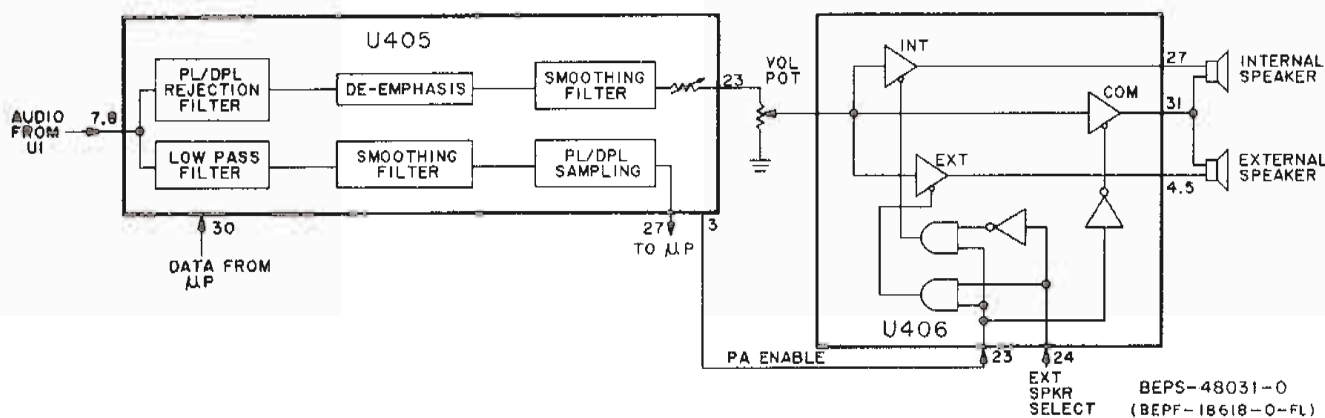 U405
PL/DPL
REJECTION
FILTER
DE-EMPHASIS
SMOOTHING
FILTER
23
AUDIO
FROM
U1
7,8
LOW PASS
FILTER
SMOOTHING
FILTER
PL/DPL
SAMPLING
30
DATA FROM
μP
27
TO μP
3
VOL
POT
INT
27
INTERNAL
SPEAKER
COM
31
EXT
EXTERNAL
SPEAKER
4,5
U406
PA ENABLE
23
24
EXT
SPKR
SELECT
BEPS-48031-O
(BEPF-18618-O-FL)